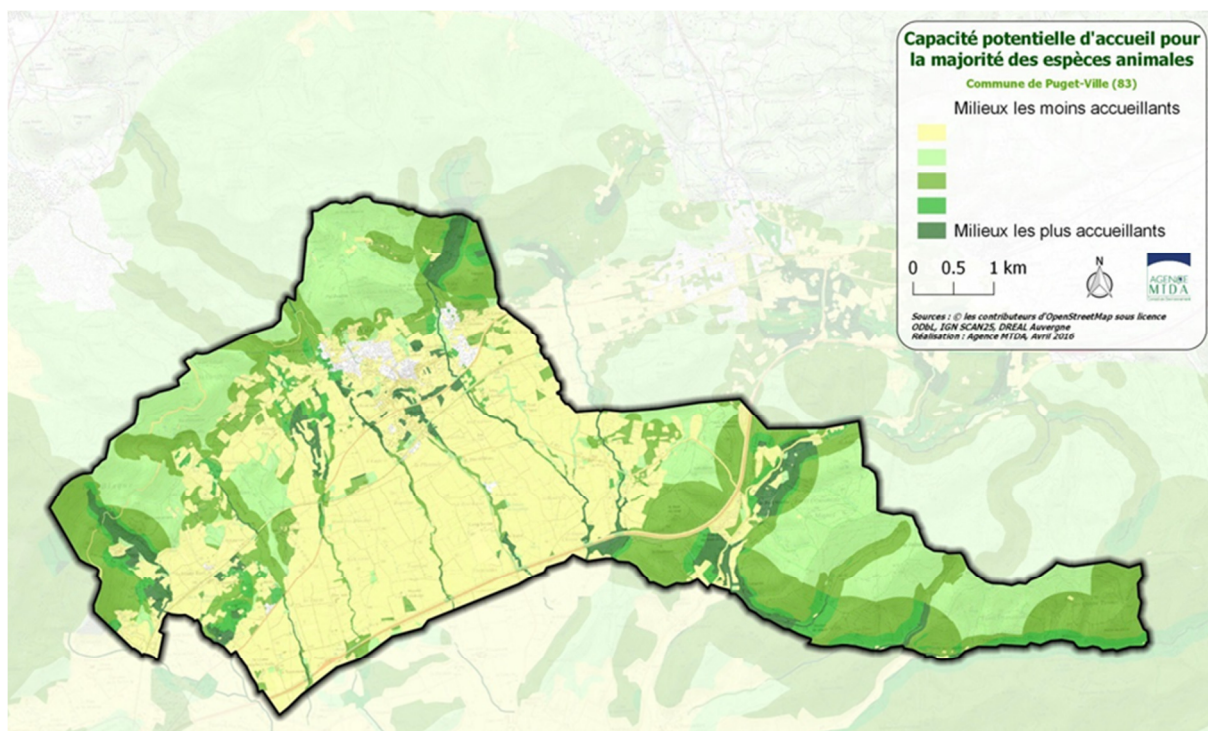 Capacité potentielle d'accueil pour
la majorité des espèces animales
Commune de Puget-Ville (83)
Milieux les moins accueillants
Milieux les plus accueillants
0 0.5 1 km
N
AGENCE
MTDA
Sources : © les contributeurs d'OpenStreetMap sous licence
ODbL, IGN SCAN25, DREAL Auvergne
Réalisation : Agence MTDA, Avril 2016